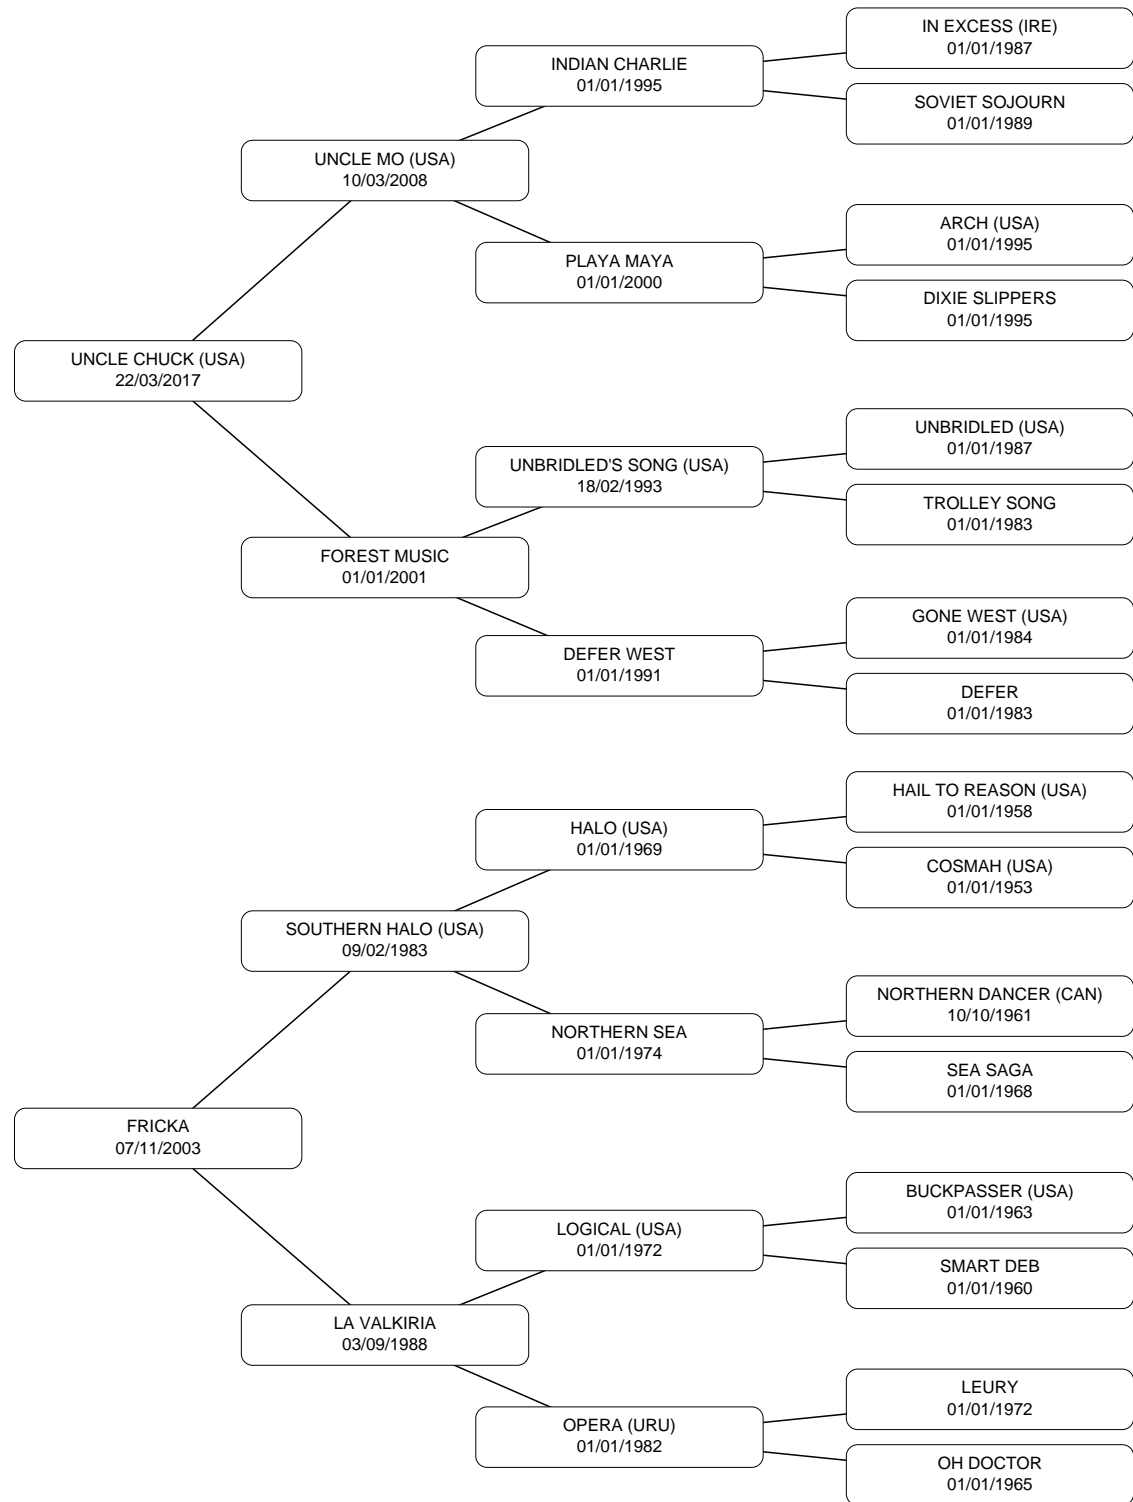 IN EXCESS (IRE)
01/01/1987
INDIAN CHARLIE
01/01/1995
SOVIET SOJOURN
01/01/1989
UNCLE MO (USA)
10/03/2008
ARCH (USA)
01/01/1995
PLAYA MAYA
01/01/2000
DIXIE SLIPPERS
01/01/1995
UNCLE CHUCK (USA)
22/03/2017
UNBRIDLED (USA)
01/01/1987
UNBRIDLED'S SONG (USA)
18/02/1993
TROLLEY SONG
01/01/1983
FOREST MUSIC
01/01/2001
GONE WEST (USA)
01/01/1984
DEFER WEST
01/01/1991
DEFER
01/01/1983
HAIL TO REASON (USA)
01/01/1958
HALO (USA)
01/01/1969
COSMAH (USA)
01/01/1953
SOUTHERN HALO (USA)
09/02/1983
NORTHERN DANCER (CAN)
10/10/1961
NORTHERN SEA
01/01/1974
SEA SAGA
01/01/1968
FRICKA
07/11/2003
BUCKPASSER (USA)
01/01/1963
LOGICAL (USA)
01/01/1972
SMART DEB
01/01/1960
LA VALKIRIA
03/09/1988
LEURY
01/01/1972
OPERA (URU)
01/01/1982
OH DOCTOR
01/01/1965